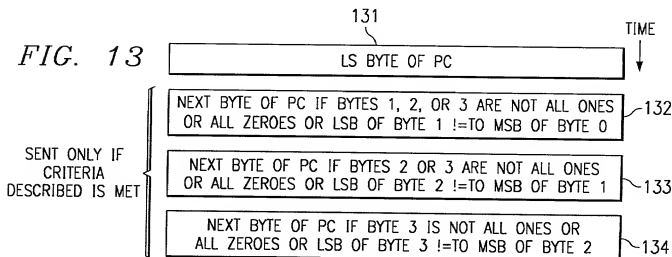 131
TIME
FIG. 13
LS BYTE OF PC
NEXT BYTE OF PC IF BYTES 1, 2, OR 3 ARE NOT ALL ONES
OR ALL ZEROES OR LSB OF BYTE 1 !=TO MSB OF BYTE 0
132
SENT ONLY IF
CRITERIA
DESCRIBED IS MET
NEXT BYTE OF PC IF BYTES 2 OR 3 ARE NOT ALL ONES
OR ALL ZEROES OR LSB OF BYTE 2 !=TO MSB OF BYTE 1
133
NEXT BYTE OF PC IF BYTE 3 IS NOT ALL ONES OR
ALL ZEROES OR LSB OF BYTE 3 !=TO MSB OF BYTE 2
134